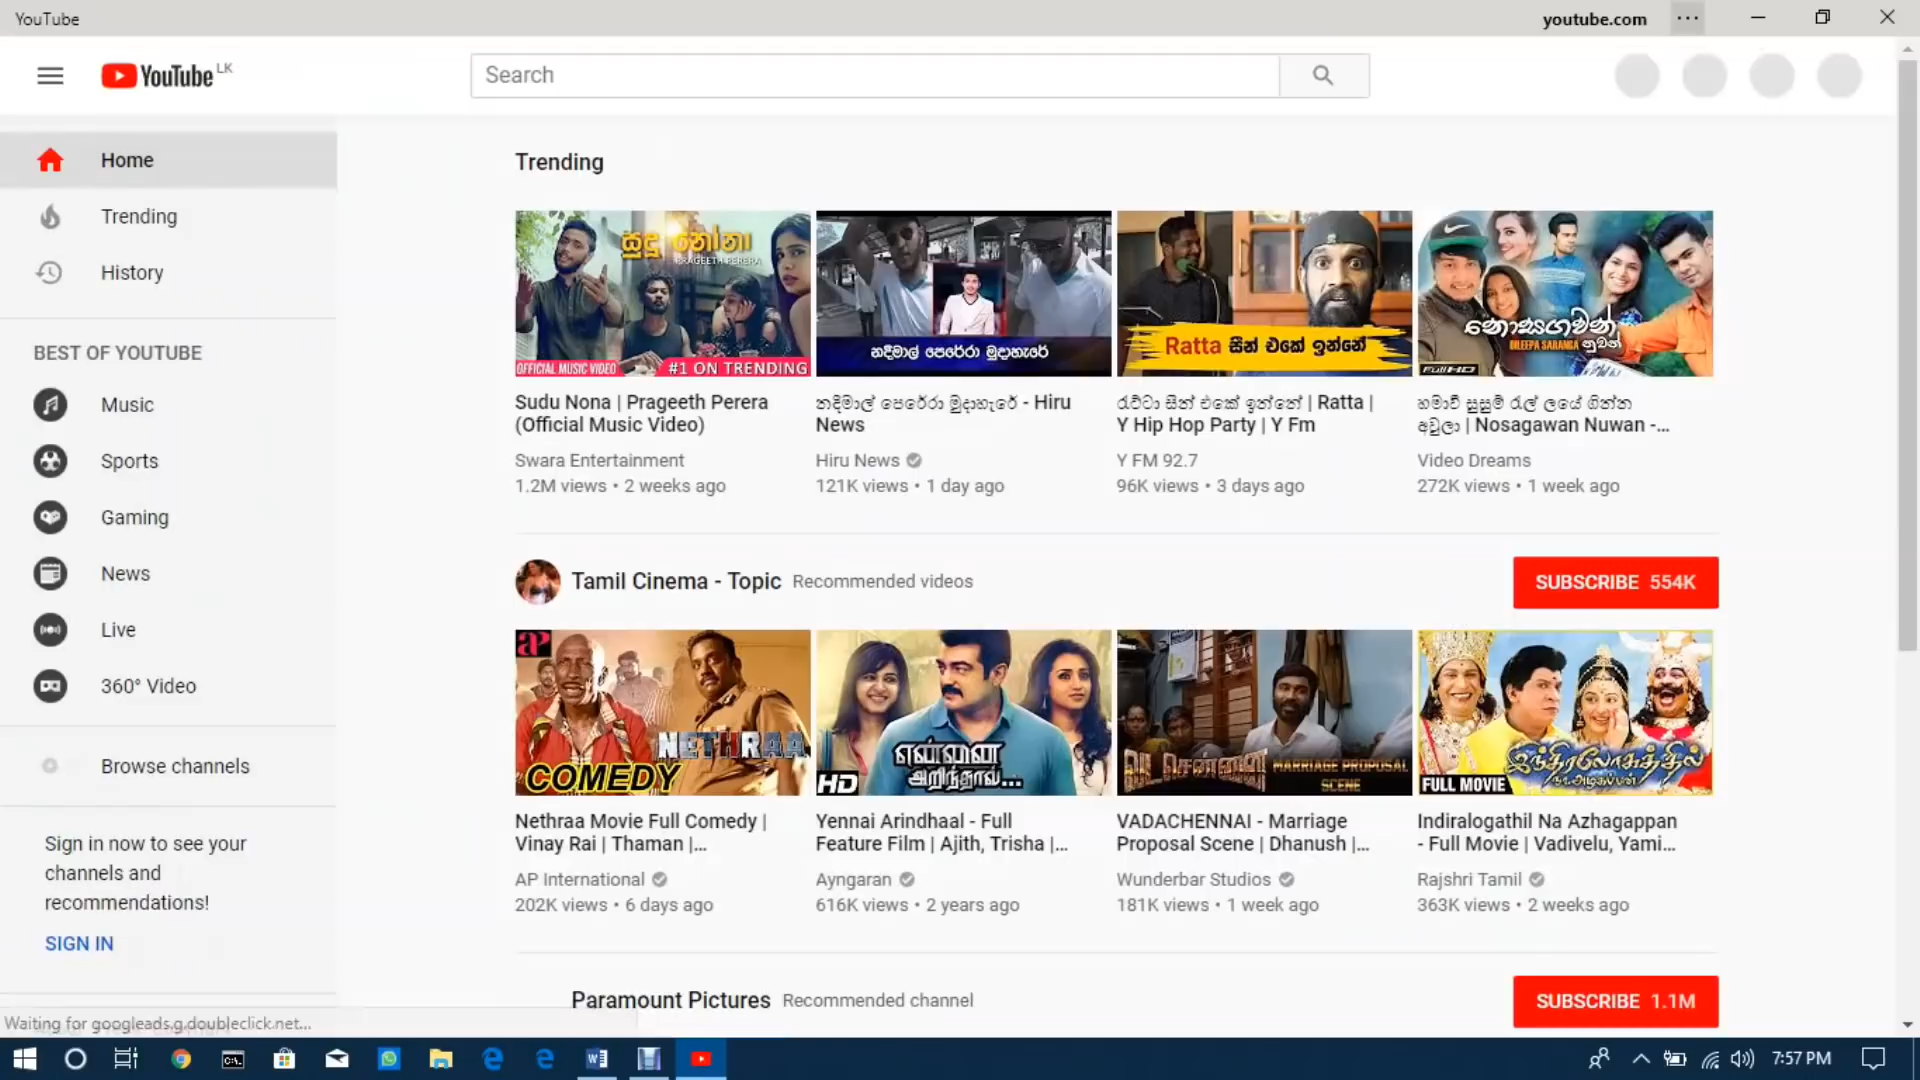 YouTube
youtube.com
YouTube LK
Search
Home
Trending
History
BEST OF YOUTUBE
Music
Sports
Gaming
News
Live
360° Video
Browse channels
Sign in now to see your
channels and
recommendations!
SIGN IN
Waiting for googleads.g.doubleclick.net...
Trending
සුදු නෝනා
PRAGEETH PERERA
OFFICIAL MUSIC VIDEO
#1 ON TRENDING
Sudu Nona | Prageeth Perera
(Official Music Video)
Swara Entertainment
1.2M views • 2 weeks ago
නදීමාල් පෙරේරා මුදාහැරේ
නදීමාල් පෙරේරා මුදාහැරේ - Hiru
News
Hiru News
121K views • 1 day ago
Ratta සීන් එකේ ඉන්නේ
රැට්ටා සීන් එකේ ඉන්නේ | Ratta |
Y Hip Hop Party | Y Fm
Y FM 92.7
96K views • 3 days ago
නොසගවන්
නුවන්
DILEEPA SARANGA
Full HD
හමාවී සුසුම් රැල් ලයේ ගින්න
අවුලා | Nosagawan Nuwan -...
Video Dreams
272K views • 1 week ago
Tamil Cinema - Topic Recommended videos
SUBSCRIBE 554K
AP
NETHRAA
COMEDY
Nethraa Movie Full Comedy |
Vinay Rai | Thaman |...
AP International
202K views • 6 days ago
என்னை
அறிந்தால்...
HD
Yennai Arindhaal - Full
Feature Film | Ajith, Trisha |...
Ayngaran
616K views • 2 years ago
வடசென்னை
MARRIAGE PROPOSAL
SCENE
VADACHENNAI - Marriage
Proposal Scene | Dhanush |...
Wunderbar Studios
181K views • 1 week ago
இந்திரலோகத்தில்
நா அழகப்பன்
FULL MOVIE
Indiralogathil Na Azhagappan
- Full Movie | Vadivelu, Yami...
Rajshri Tamil
363K views • 2 weeks ago
Paramount Pictures Recommended channel
SUBSCRIBE 1.1M
7:57 PM